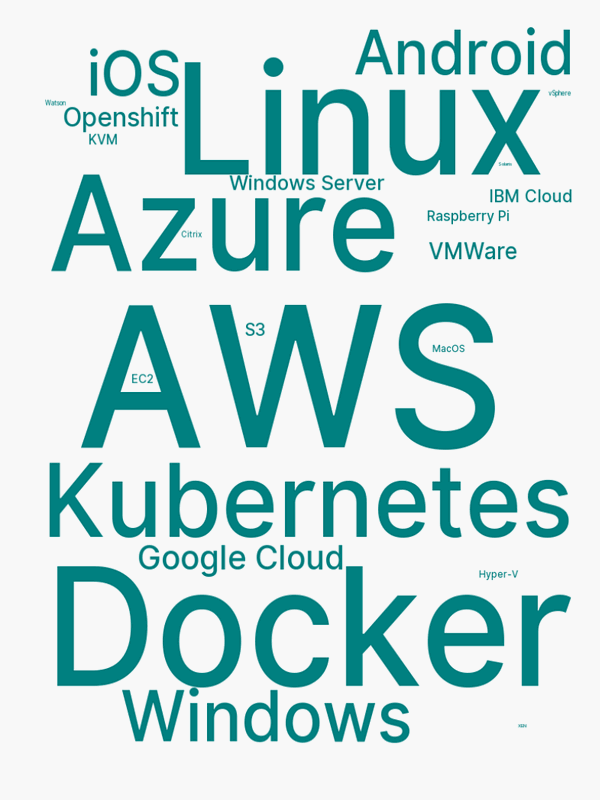 Android
iOS
Linux
vSphere
Watson
Openshift
KVM
Windows Server
IBM Cloud
Azure
Raspberry Pi
Citrix
VMWare
AWS
S3
MacOS
EC2
Kubernetes
Google Cloud
Docker
Hyper-V
Windows